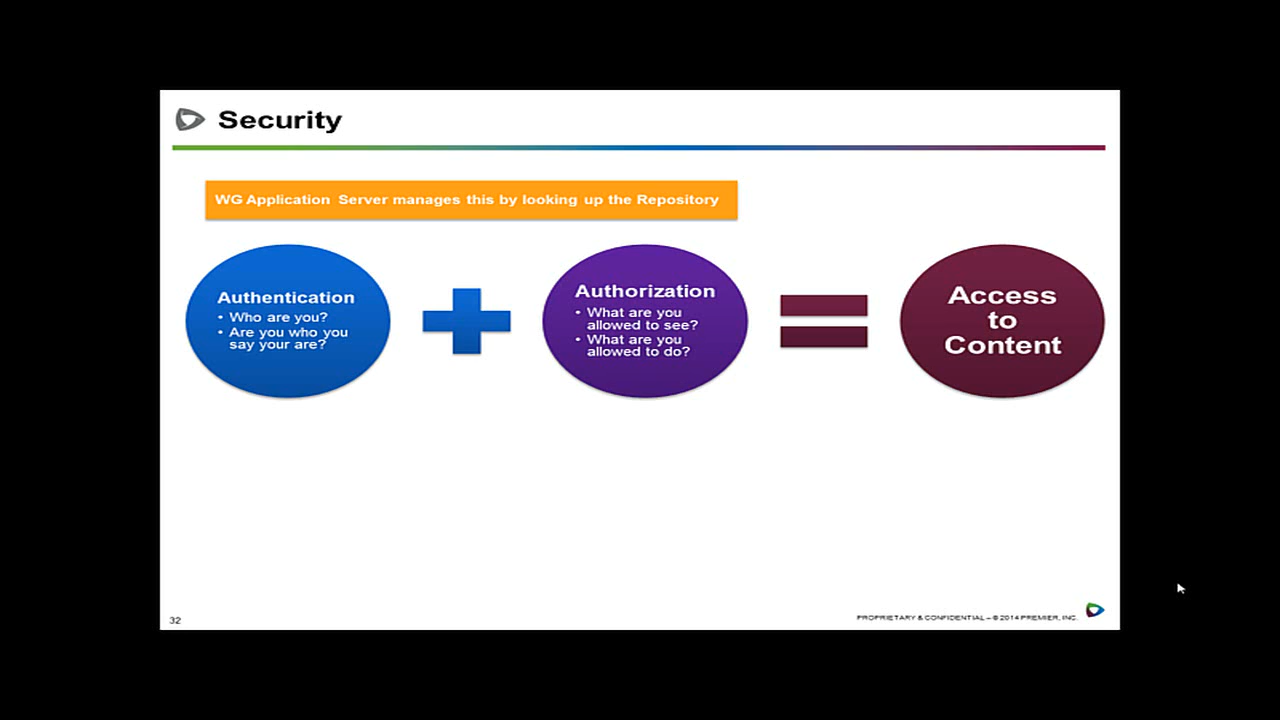 Security
WG Application Server manages this by looking up the Repository
Authentication
• Who are you?
• Are you who you
say your are?
Authorization
• What are you
allowed to see?
• What are you
allowed to do?
Access
to
Content
32
PROPRIETARY & CONFIDENTIAL – © 2014 PREMIER, INC.